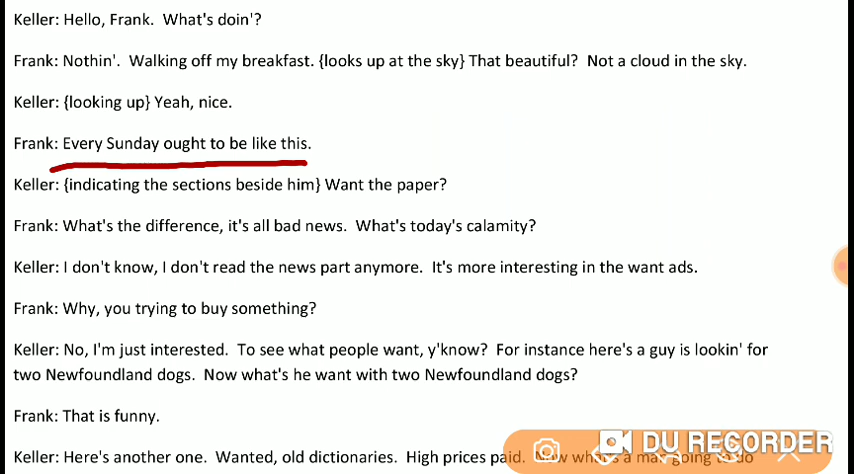 Keller: Hello, Frank.  What's doin'?
Frank: Nothin'.  Walking off my breakfast. {looks up at the sky} That beautiful?  Not a cloud in the sky.
Keller: {looking up} Yeah, nice.
Frank: Every Sunday ought to be like this.
Keller: {indicating the sections beside him} Want the paper?
Frank: What's the difference, it's all bad news.  What's today's calamity?
Keller: I don't know, I don't read the news part anymore.  It's more interesting in the want ads.
Frank: Why, you trying to buy something?
Keller: No, I'm just interested.  To see what people want, y'know?  For instance here's a guy is lookin' for
two Newfoundland dogs.  Now what's he want with two Newfoundland dogs?
Frank: That is funny.
DU RECORDER
Keller: Here's another one.  Wanted, old dictionaries.  High prices paid.  Now what's a man going to do